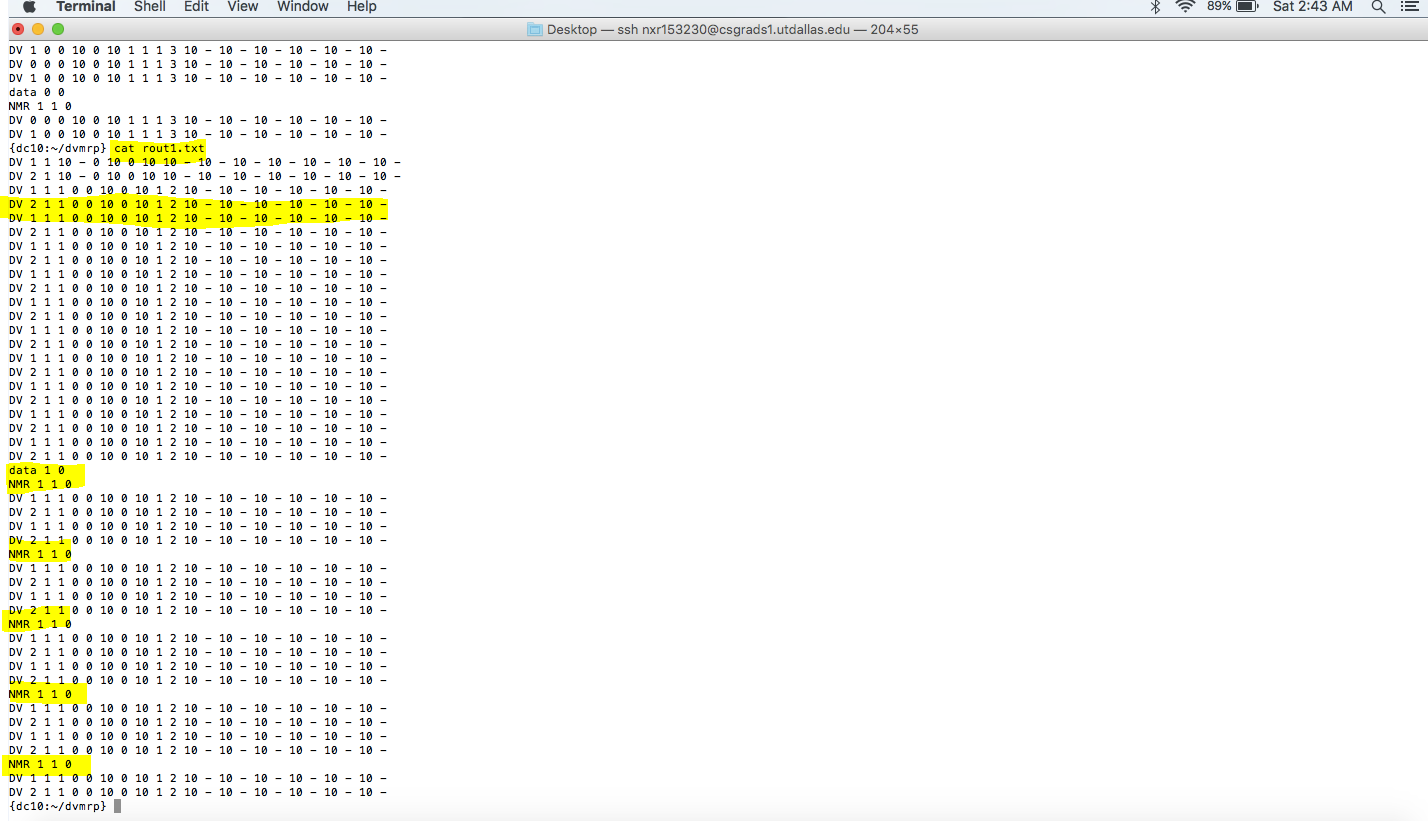 Terminal Shell Edit View Window Help 89% Sat 2:43 AM
Desktop — ssh nxr153230@csgrads1.utdallas.edu — 204×55
DV 1 0 0 10 0 10 1 1 1 3 10 - 10 - 10 - 10 - 10 - 10 -
DV 0 0 0 10 0 10 1 1 1 3 10 - 10 - 10 - 10 - 10 - 10 -
DV 1 0 0 10 0 10 1 1 1 3 10 - 10 - 10 - 10 - 10 - 10 -
data 0 0
NMR 1 1 0
DV 0 0 0 10 0 10 1 1 1 3 10 - 10 - 10 - 10 - 10 - 10 -
DV 1 0 0 10 0 10 1 1 1 3 10 - 10 - 10 - 10 - 10 - 10 -
{dc10:~/dvmrp} cat rout1.txt
DV 1 1 10 - 0 10 0 10 10 - 10 - 10 - 10 - 10 - 10 - 10 -
DV 2 1 10 - 0 10 0 10 10 - 10 - 10 - 10 - 10 - 10 - 10 -
DV 1 1 1 0 0 10 0 10 1 2 10 - 10 - 10 - 10 - 10 - 10 -
DV 2 1 1 0 0 10 0 10 1 2 10 - 10 - 10 - 10 - 10 - 10 -
DV 1 1 1 0 0 10 0 10 1 2 10 - 10 - 10 - 10 - 10 - 10 -
DV 2 1 1 0 0 10 0 10 1 2 10 - 10 - 10 - 10 - 10 - 10 -
DV 1 1 1 0 0 10 0 10 1 2 10 - 10 - 10 - 10 - 10 - 10 -
DV 2 1 1 0 0 10 0 10 1 2 10 - 10 - 10 - 10 - 10 - 10 -
DV 1 1 1 0 0 10 0 10 1 2 10 - 10 - 10 - 10 - 10 - 10 -
DV 2 1 1 0 0 10 0 10 1 2 10 - 10 - 10 - 10 - 10 - 10 -
DV 1 1 1 0 0 10 0 10 1 2 10 - 10 - 10 - 10 - 10 - 10 -
DV 2 1 1 0 0 10 0 10 1 2 10 - 10 - 10 - 10 - 10 - 10 -
DV 1 1 1 0 0 10 0 10 1 2 10 - 10 - 10 - 10 - 10 - 10 -
DV 2 1 1 0 0 10 0 10 1 2 10 - 10 - 10 - 10 - 10 - 10 -
DV 1 1 1 0 0 10 0 10 1 2 10 - 10 - 10 - 10 - 10 - 10 -
DV 2 1 1 0 0 10 0 10 1 2 10 - 10 - 10 - 10 - 10 - 10 -
DV 1 1 1 0 0 10 0 10 1 2 10 - 10 - 10 - 10 - 10 - 10 -
DV 2 1 1 0 0 10 0 10 1 2 10 - 10 - 10 - 10 - 10 - 10 -
DV 1 1 1 0 0 10 0 10 1 2 10 - 10 - 10 - 10 - 10 - 10 -
DV 2 1 1 0 0 10 0 10 1 2 10 - 10 - 10 - 10 - 10 - 10 -
DV 1 1 1 0 0 10 0 10 1 2 10 - 10 - 10 - 10 - 10 - 10 -
DV 2 1 1 0 0 10 0 10 1 2 10 - 10 - 10 - 10 - 10 - 10 -
data 1 0
NMR 1 1 0
DV 1 1 1 0 0 10 0 10 1 2 10 - 10 - 10 - 10 - 10 - 10 -
DV 2 1 1 0 0 10 0 10 1 2 10 - 10 - 10 - 10 - 10 - 10 -
DV 1 1 1 0 0 10 0 10 1 2 10 - 10 - 10 - 10 - 10 - 10 -
DV 2 1 1 0 0 10 0 10 1 2 10 - 10 - 10 - 10 - 10 - 10 -
NMR 1 1 0
DV 1 1 1 0 0 10 0 10 1 2 10 - 10 - 10 - 10 - 10 - 10 -
DV 2 1 1 0 0 10 0 10 1 2 10 - 10 - 10 - 10 - 10 - 10 -
DV 1 1 1 0 0 10 0 10 1 2 10 - 10 - 10 - 10 - 10 - 10 -
DV 2 1 1 0 0 10 0 10 1 2 10 - 10 - 10 - 10 - 10 - 10 -
NMR 1 1 0
DV 1 1 1 0 0 10 0 10 1 2 10 - 10 - 10 - 10 - 10 - 10 -
DV 2 1 1 0 0 10 0 10 1 2 10 - 10 - 10 - 10 - 10 - 10 -
DV 1 1 1 0 0 10 0 10 1 2 10 - 10 - 10 - 10 - 10 - 10 -
DV 2 1 1 0 0 10 0 10 1 2 10 - 10 - 10 - 10 - 10 - 10 -
NMR 1 1 0
DV 1 1 1 0 0 10 0 10 1 2 10 - 10 - 10 - 10 - 10 - 10 -
DV 2 1 1 0 0 10 0 10 1 2 10 - 10 - 10 - 10 - 10 - 10 -
DV 1 1 1 0 0 10 0 10 1 2 10 - 10 - 10 - 10 - 10 - 10 -
DV 2 1 1 0 0 10 0 10 1 2 10 - 10 - 10 - 10 - 10 - 10 -
NMR 1 1 0
DV 1 1 1 0 0 10 0 10 1 2 10 - 10 - 10 - 10 - 10 - 10 -
DV 2 1 1 0 0 10 0 10 1 2 10 - 10 - 10 - 10 - 10 - 10 -
{dc10:~/dvmrp}